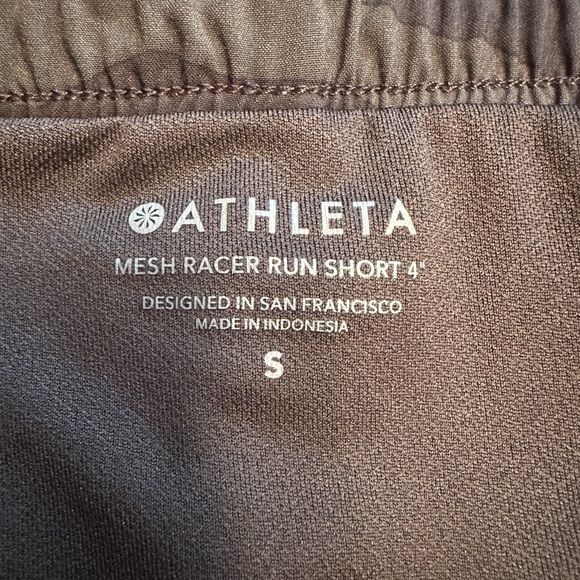 ATHLETA
MESH RACER RUN SHORT 4"
DESIGNED IN SAN FRANCISCO
MADE IN INDONESIA
S